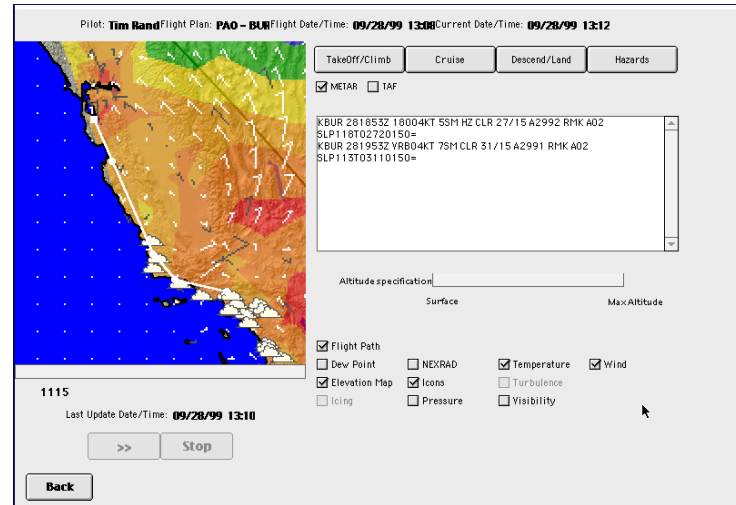 Pilot: Tim Rand Flight Plan: PAO - BUR Flight Date/Time: 09/28/99 13:08 Current Date/Time: 09/28/99 13:12
TakeOff/Climb Cruise Descend/Land Hazards
METAR TAF
KBUR 281853Z 18004KT 5SM HZ CLR 27/15 A2992 RMK AO2
SLP118T02720150=
KBUR 281953Z VRB04KT 7SM CLR 31/15 A2991 RMK AO2
SLP113T03110150=
Altitude specification
Surface Max Altitude
Flight Path
Dew Point NEXRAD Temperature Wind
Elevation Map Icons Turbulence
Icing Pressure Visibility
1115
Last Update Date/Time: 09/28/99 13:10
>> Stop
Back